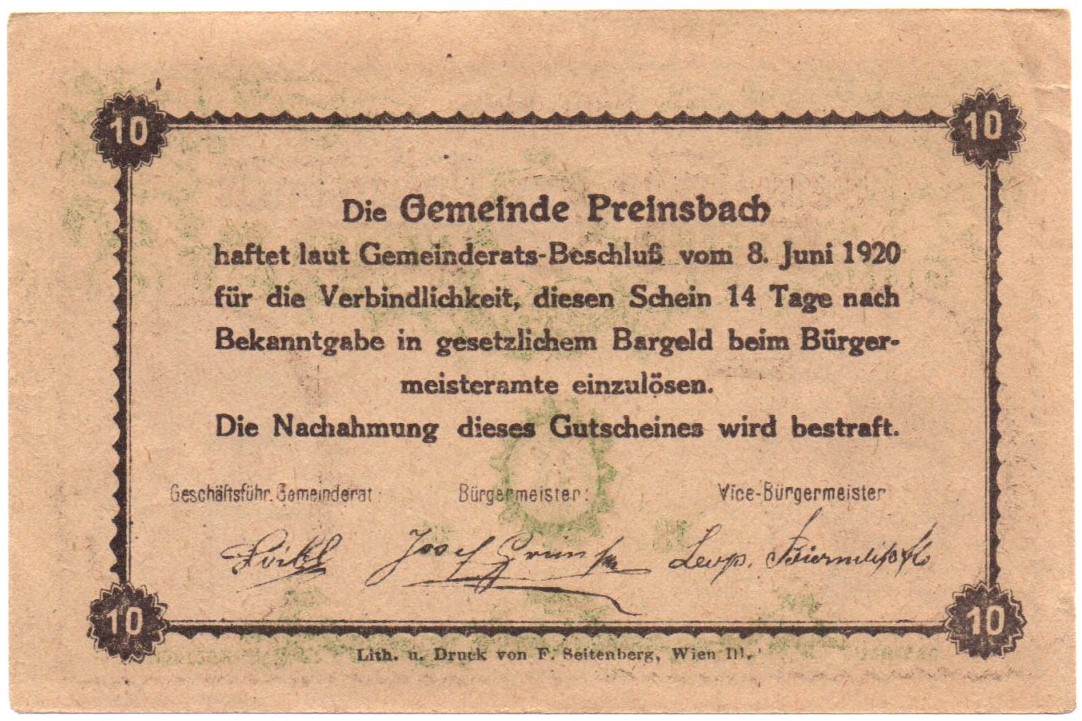 10 10
Die Gemeinde Preinsbach
haftet laut Gemeinderats-Beschluß vom 8. Juni 1920
für die Verbindlichkeit, diesen Schein 14 Tage nach
Bekanntgabe in gesetzlichem Bargeld beim Bürger-
meisteramte einzulösen.
Die Nachahmung dieses Gutscheines wird bestraft.
Geschäftsführ. Gemeinderat: Bürgermeister: Vice-Bürgermeister
Josef Leop.
10 10
Lith. u. Druck von F. Seitenberg, Wien III.